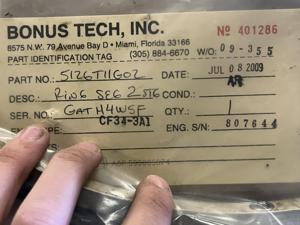 BONUS TECH, INC.
Nº 401286
8575 N.W. 79 Avenue Bay D • Miami, Florida 33166
PART IDENTIFICATION TAG (305) 884-6670 W/O: 09-355
PART NO.: 5126T11G02 DATE: JUL 08 2009
DESC.: RING SEG 2 STG COND.: AR
SER. NO.: GATH4WSF QTY.: 1
TYPE: CF34-3A1 ENG. S/N: 807644